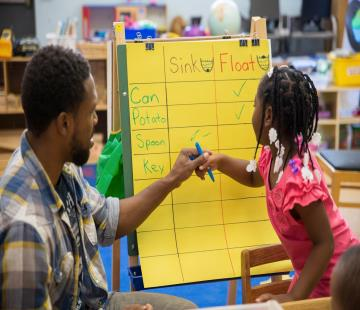 Sink Float
Can ✓
Potato ✓
Spoon ✓
Key